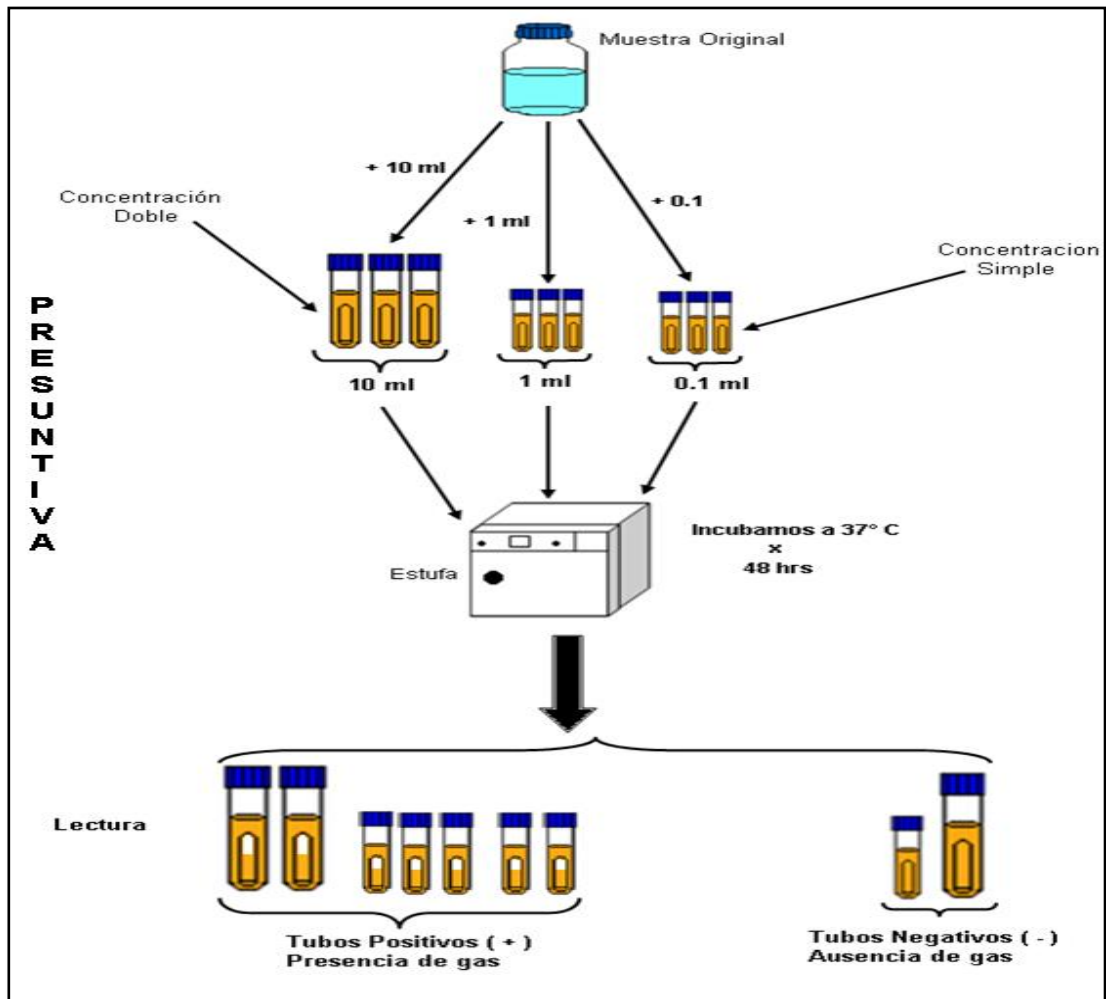 Muestra Original
+ 10 ml
+ 1 ml
+ 0.1
Concentración
Doble
Concentracion
Simple
PRESUNTIVA
10 ml
1 ml
0.1 ml
Estufa
Incubamos a 37° C
x
48 hrs
Lectura
Tubos Positivos ( + )
Presencia de gas
Tubos Negativos ( - )
Ausencia de gas